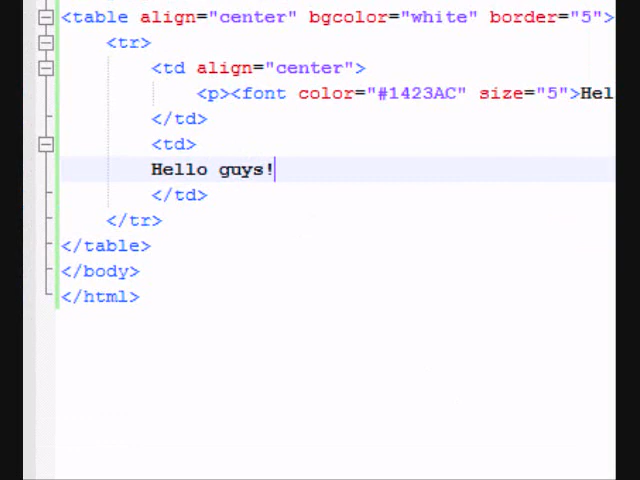 <table align="center" bgcolor="white" border="5">
<tr>
<td align="center">
<p><font color="#1423AC" size="5">Hel
</td>
<td>
Hello guys!
</td>
</tr>
</table>
</body>
</html>